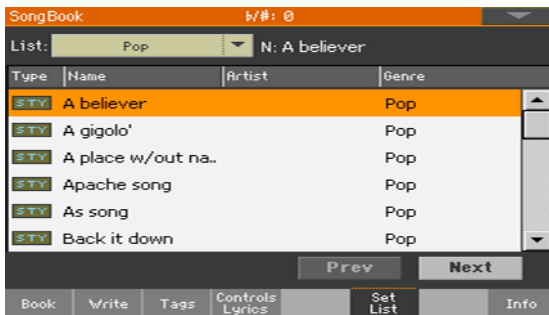 SongBook ♭/#: 0
List: Pop N: A believer
Type Name Artist Genre
STY A believer Pop
STY A gigolo' Pop
STY A place w/out na.. Pop
STY Apache song Pop
STY As song Pop
STY Back it down Pop
Prev Next
Book Write Tags Controls Lyrics Set List Info